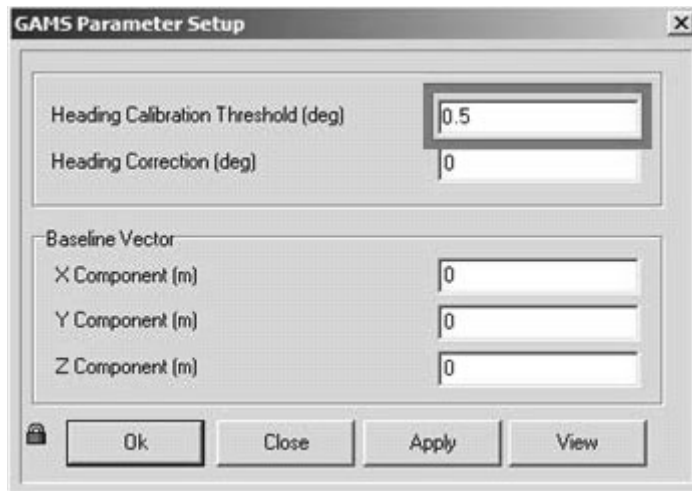 GAMS Parameter Setup
Heading Calibration Threshold (deg) 0.5
Heading Correction (deg) 0
Baseline Vector
X Component (m) 0
Y Component (m) 0
Z Component (m) 0
Ok Close Apply View